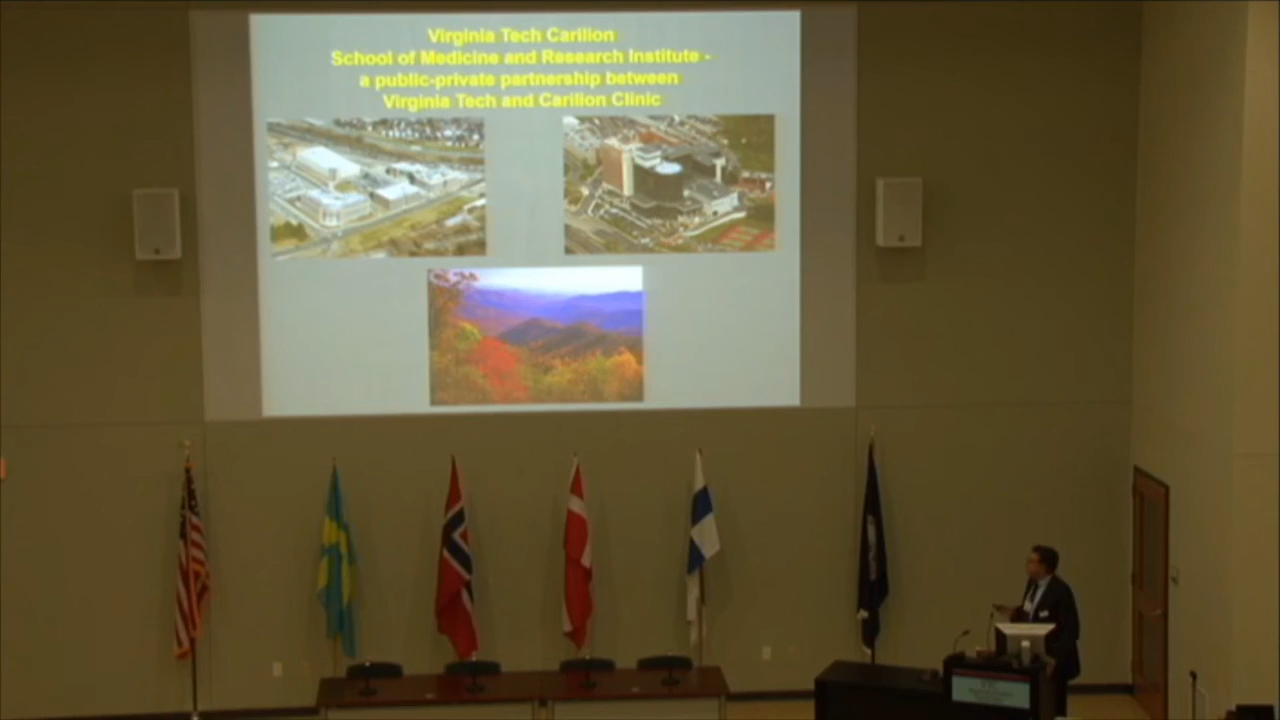 Virginia Tech Carilion
School of Medicine and Research Institute -
a public-private partnership between
Virginia Tech and Carilion Clinic